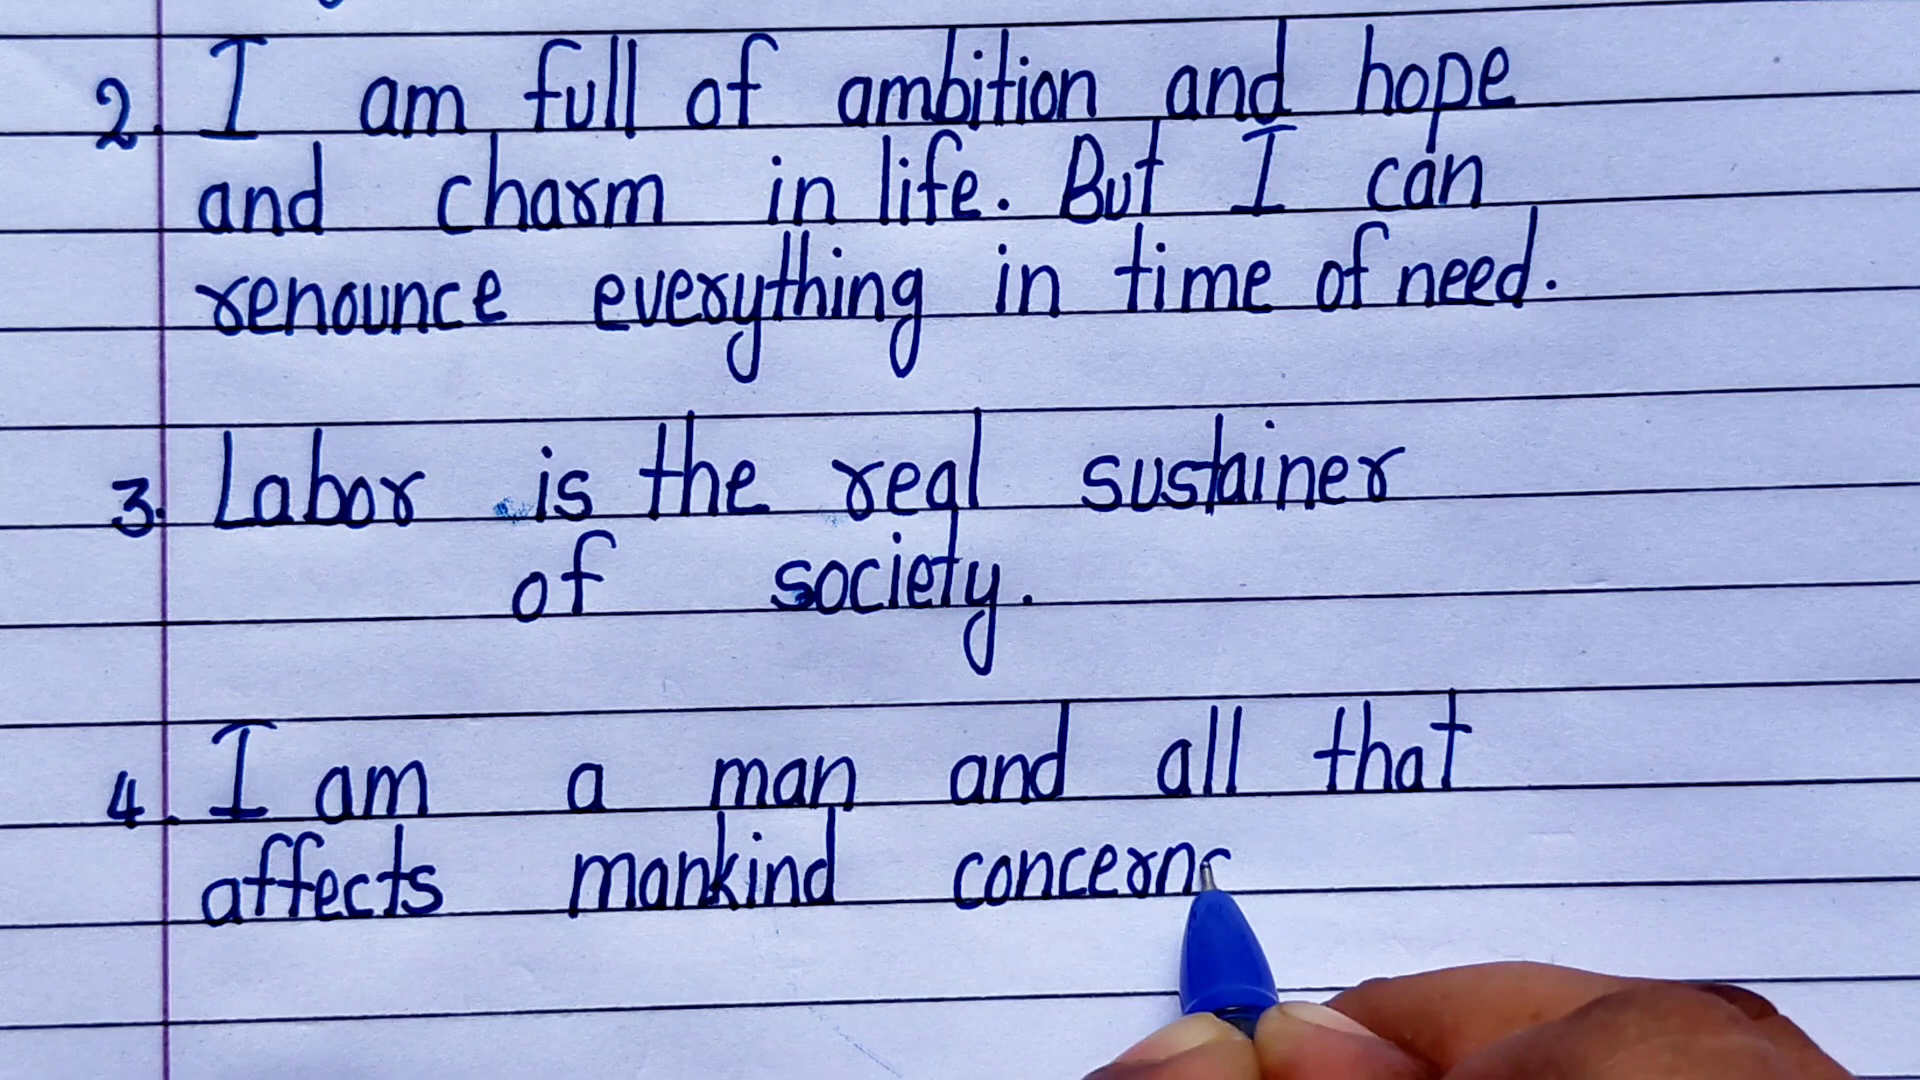 2. I am full of ambition and hope
and charm in life. But I can
renounce everything in time of need.
3. Labor is the real sustainer
of society.
4. I am a man and all that
affects mankind concerns